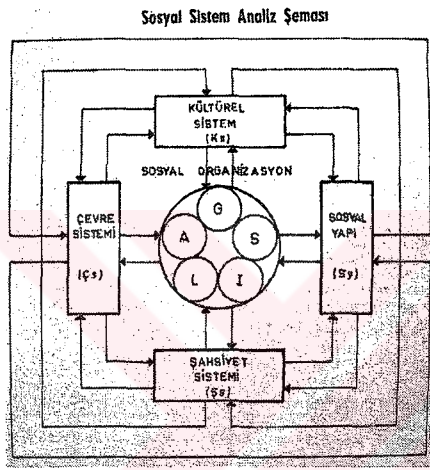 Sosyal Sistem Analiz Şeması
KÜLTÜREL
SİSTEM
(Ks)
SOSYAL ORGANİZASYON
ÇEVRE
SİSTEMİ
(Çs)
G
A
S
L
I
SOSYAL
YAPI
(Sy)
ŞAHSİYET
SİSTEMİ
(Şs)